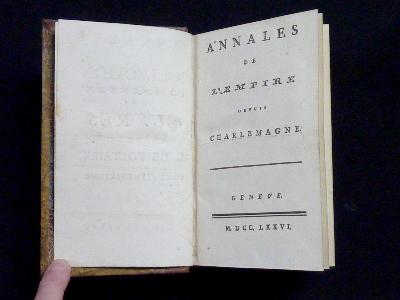 ANNALES
DE
L'EMPIRE
DEPUIS
CHARLEMAGNE.
GENEVE,
M. DCC. LXXVI.